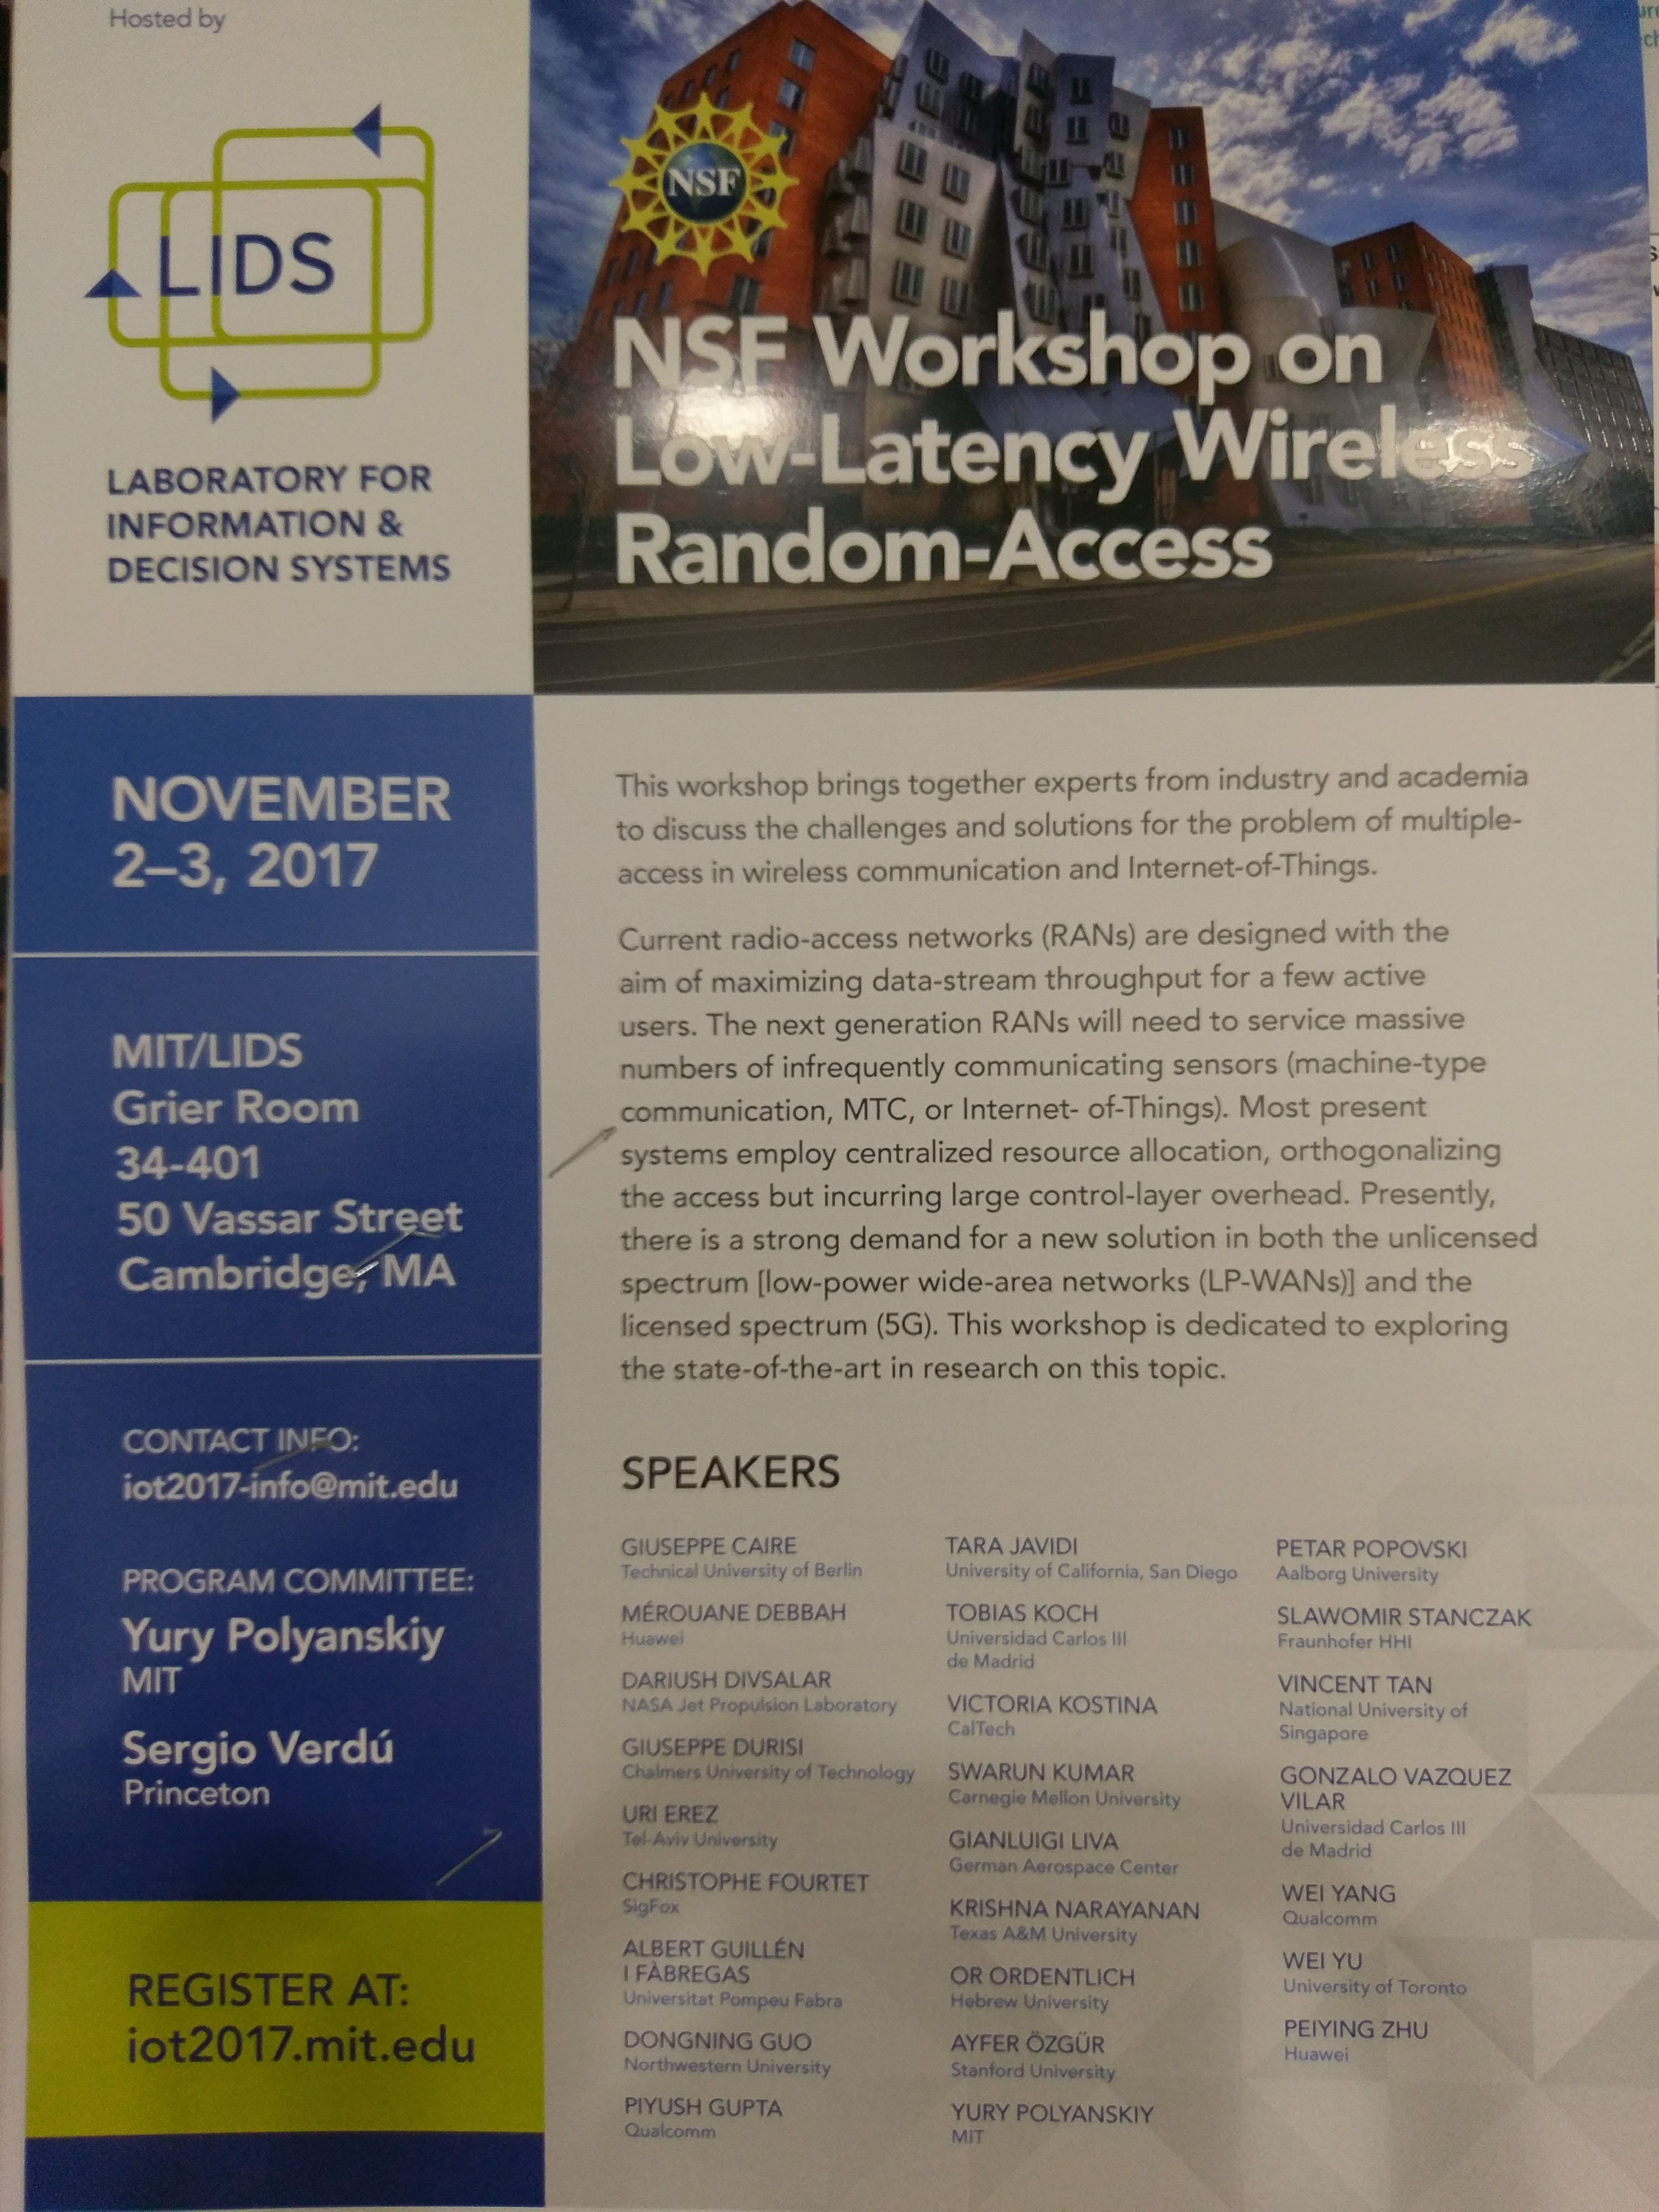 Hosted by
LIDS
LABORATORY FOR
INFORMATION &
DECISION SYSTEMS
NSF
NSF Workshop on
Low-Latency Wireless
Random-Access
NOVEMBER
2–3, 2017
MIT/LIDS
Grier Room
34-401
50 Vassar Street
Cambridge, MA
CONTACT INFO:
iot2017-info@mit.edu
PROGRAM COMMITTEE:
Yury Polyanskiy
MIT
Sergio Verdú
Princeton
REGISTER AT:
iot2017.mit.edu
This workshop brings together experts from industry and academia
to discuss the challenges and solutions for the problem of multiple-
access in wireless communication and Internet-of-Things.
Current radio-access networks (RANs) are designed with the
aim of maximizing data-stream throughput for a few active
users. The next generation RANs will need to service massive
numbers of infrequently communicating sensors (machine-type
communication, MTC, or Internet- of-Things). Most present
systems employ centralized resource allocation, orthogonalizing
the access but incurring large control-layer overhead. Presently,
there is a strong demand for a new solution in both the unlicensed
spectrum [low-power wide-area networks (LP-WANs)] and the
licensed spectrum (5G). This workshop is dedicated to exploring
the state-of-the-art in research on this topic.
SPEAKERS
GIUSEPPE CAIRE
Technical University of Berlin
MÉROUANE DEBBAH
Huawei
DARIUSH DIVSALAR
NASA Jet Propulsion Laboratory
GIUSEPPE DURISI
Chalmers University of Technology
URI EREZ
Tel-Aviv University
CHRISTOPHE FOURTET
SigFox
ALBERT GUILLÉN
I FÀBREGAS
Universitat Pompeu Fabra
DONGNING GUO
Northwestern University
PIYUSH GUPTA
Qualcomm
TARA JAVIDI
University of California, San Diego
TOBIAS KOCH
Universidad Carlos III
de Madrid
VICTORIA KOSTINA
CalTech
SWARUN KUMAR
Carnegie Mellon University
GIANLUIGI LIVA
German Aerospace Center
KRISHNA NARAYANAN
Texas A&M University
OR ORDENTLICH
Hebrew University
AYFER ÖZGÜR
Stanford University
YURY POLYANSKIY
MIT
PETAR POPOVSKI
Aalborg University
SLAWOMIR STANCZAK
Fraunhofer HHI
VINCENT TAN
National University of
Singapore
GONZALO VAZQUEZ
VILAR
Universidad Carlos III
de Madrid
WEI YANG
Qualcomm
WEI YU
University of Toronto
PEIYING ZHU
Huawei